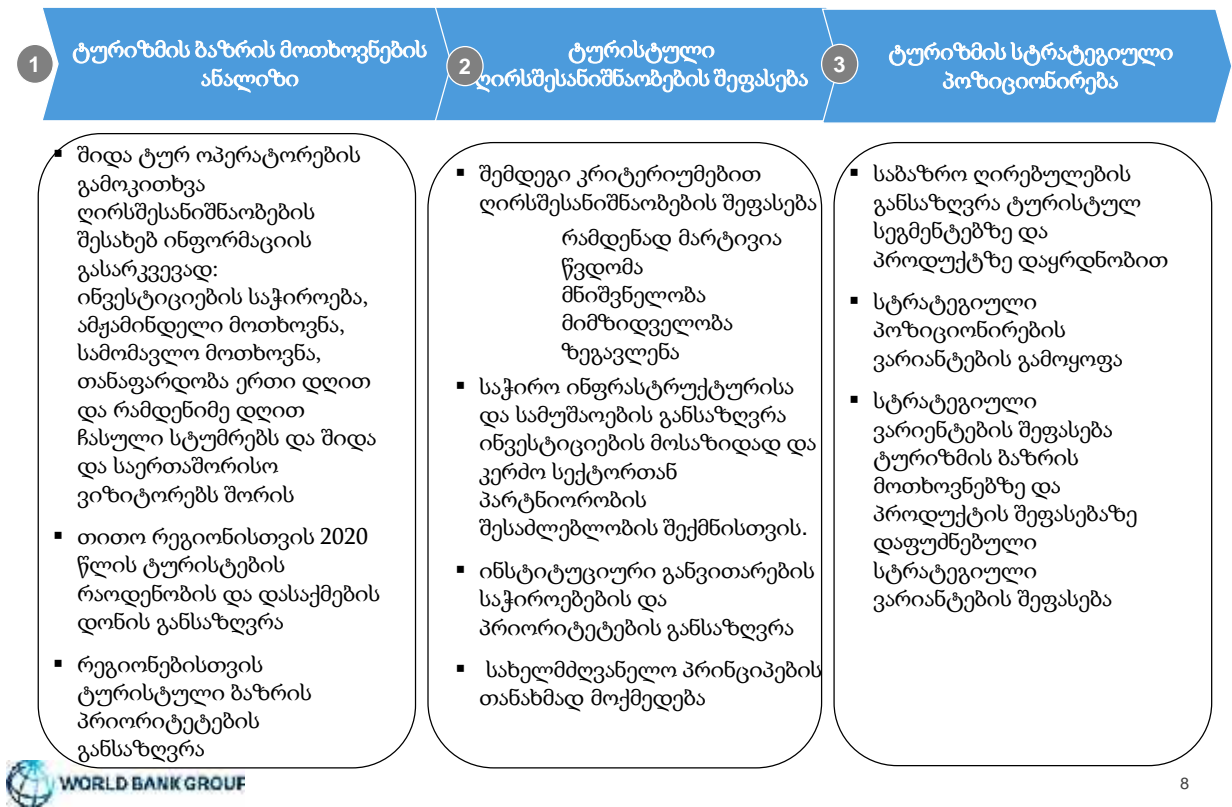 1
ტურიზმის ბაზრის მოთხოვნების
ანალიზი
2
ტურისტული
ღირსშესანიშნაობების შეფასება
3
ტურიზმის სტრატეგიული
პოზიციონირება
▪ შიდა ტურ ოპერატორების
გამოკითხვა
ღირსშესანიშნაობების
შესახებ ინფორმაციის
გასარკვევად:
ინვესტიციების საჭიროება,
ამჟამინდელი მოთხოვნა,
სამომავლო მოთხოვნა,
თანაფარდობა ერთი დღით
და რამდენიმე დღით
ჩასული სტუმრებს და შიდა
და საერთაშორისო
ვიზიტორებს შორის
▪ თითო რეგიონისთვის 2020
წლის ტურისტების
რაოდენობის და დასაქმების
დონის განსაზღვრა
▪ რეგიონებისთვის
ტურისტული ბაზრის
პრიორიტეტების
განსაზღვრა
▪ შემდეგი კრიტერიუმებით
ღირსშესანიშნაობების შეფასება
რამდენად მარტივია
წვდომა
მნიშვნელობა
მიმზიდველობა
ზეგავლენა
▪ საჭირო ინფრასტრუქტურისა
და სამუშაოების განსაზღვრა
ინვესტიციების მოსაზიდად და
კერძო სექტორთან
პარტნიორობის
შესაძლებლობის შექმნისთვის.
▪ ინსტიტუციური განვითარების
საჭიროებების და
პრიორიტეტების განსაზღვრა
▪ სახელმძღვანელო პრინციპების
თანახმად მოქმედება
▪ საბაზრო ღირებულების
განსაზღვრა ტურისტულ
სეგმენტებზე და
პროდუქტზე დაყრდნობით
▪ სტრატეგიული
პოზიციონირების
ვარიანტების გამოყოფა
▪ სტრატეგიული
ვარიენტების შეფასება
ტურიზმის ბაზრის
მოთხოვნებზე და
პროდუქტის შეფასებაზე
დაფუძნებული
სტრატეგიული
ვარიანტების შეფასება
WORLD BANK GROUP
8